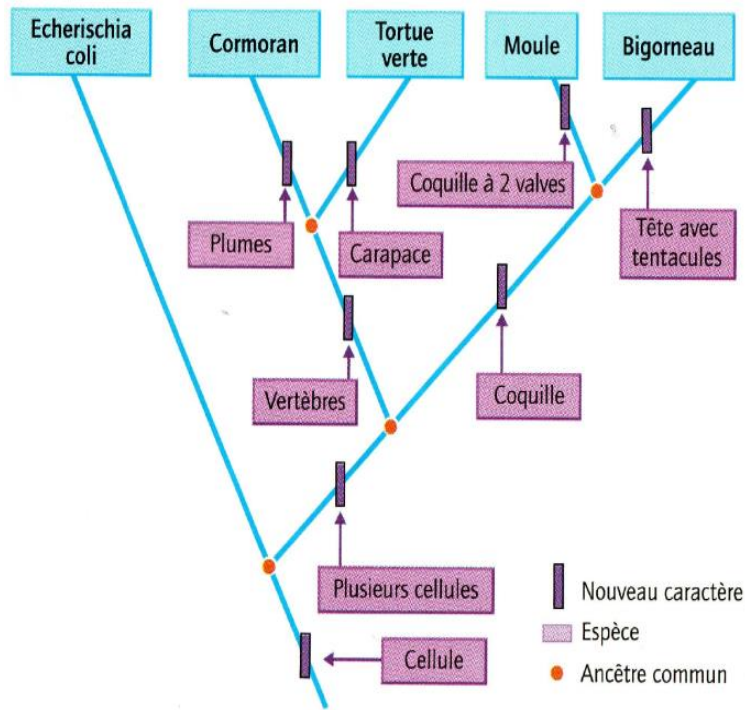 Echerischia
coli
Cormoran
Tortue
verte
Moule
Bigorneau
Plumes
Carapace
Coquille à 2 valves
Tête avec
tentacules
Vertèbres
Coquille
Plusieurs cellules
Cellule
Nouveau caractère
Espèce
Ancêtre commun